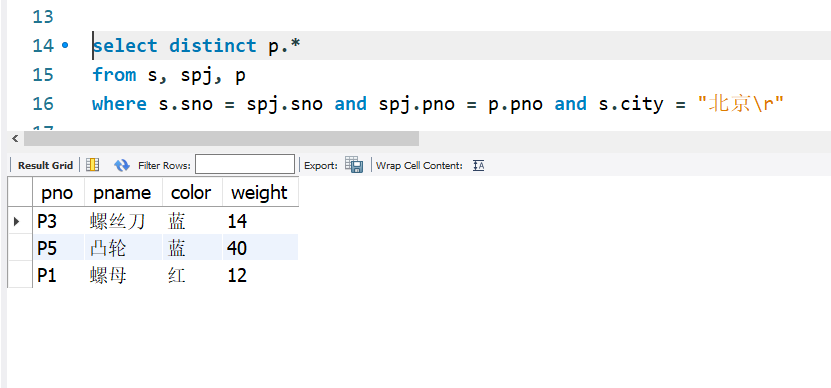 13
14 select distinct p.*
15 from s, spj, p
16 where s.sno = spj.sno and spj.pno = p.pno and s.city = "北京\r"
Result Grid Filter Rows: Export: Wrap Cell Content:
pno pname color weight
P3 螺丝刀 蓝 14
P5 凸轮 蓝 40
P1 螺母 红 12